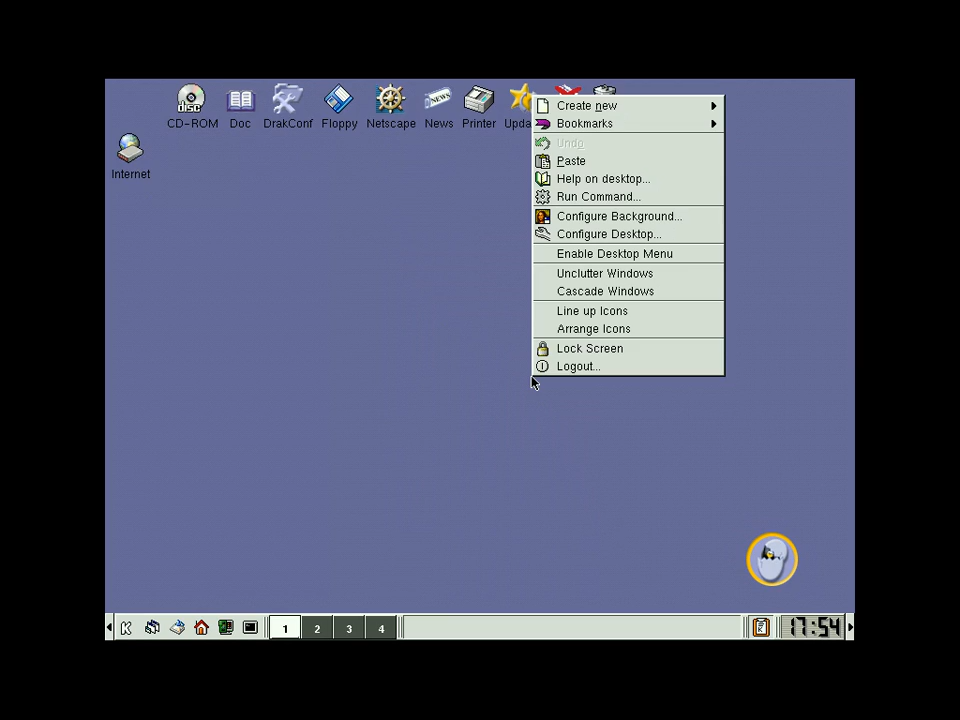 disc
NEWS
CD-ROM
Doc
DrakConf
Floppy
Netscape
News
Printer
Upda
Internet
Create new
Bookmarks
Undo
Paste
Help on desktop...
Run Command...
Configure Background...
Configure Desktop...
Enable Desktop Menu
Unclutter Windows
Cascade Windows
Line up Icons
Arrange Icons
Lock Screen
Logout...
K
1
2
3
4
17:54